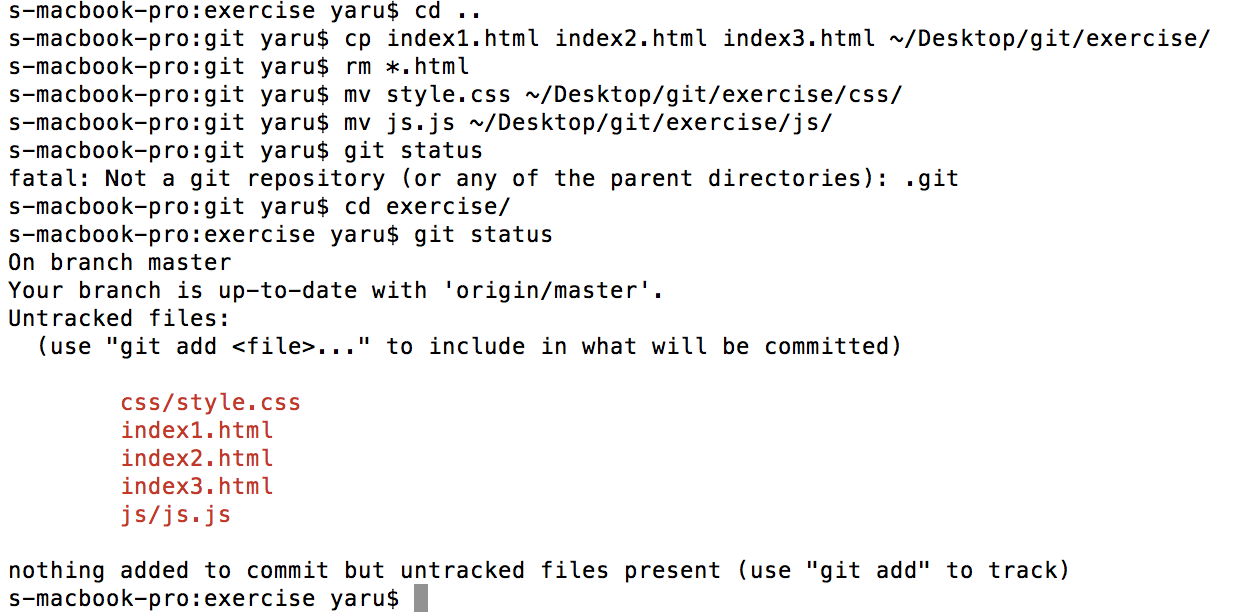 s-macbook-pro:exercise yaru$ cd ..
s-macbook-pro:git yaru$ cp index1.html index2.html index3.html ~/Desktop/git/exercise/
s-macbook-pro:git yaru$ rm *.html
s-macbook-pro:git yaru$ mv style.css ~/Desktop/git/exercise/css/
s-macbook-pro:git yaru$ mv js.js ~/Desktop/git/exercise/js/
s-macbook-pro:git yaru$ git status
fatal: Not a git repository (or any of the parent directories): .git
s-macbook-pro:git yaru$ cd exercise/
s-macbook-pro:exercise yaru$ git status
On branch master
Your branch is up-to-date with 'origin/master'.
Untracked files:
  (use "git add <file>..." to include in what will be committed)

        css/style.css
        index1.html
        index2.html
        index3.html
        js/js.js

nothing added to commit but untracked files present (use "git add" to track)
s-macbook-pro:exercise yaru$